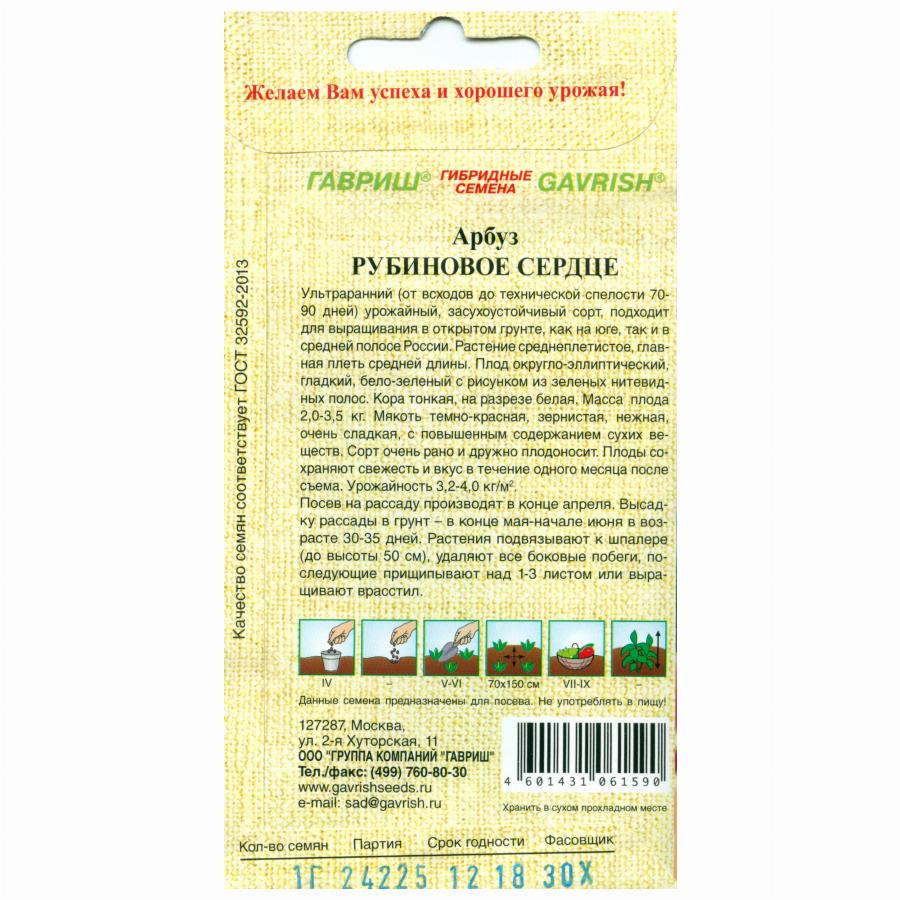 Желаем Вам успеха и хорошего урожая!
ГАВРИШ® ГИБРИДНЫЕ СЕМЕНА GAVRISH®
Арбуз
РУБИНОВОЕ СЕРДЦЕ
Ультраранний (от всходов до технической спелости 70-
90 дней) урожайный, засухоустойчивый сорт, подходит
для выращивания в открытом грунте, как на юге, так и в
средней полосе России. Растение среднеплетистое, глав-
ная плеть средней длины. Плод округло-эллиптический,
гладкий, бело-зеленый с рисунком из зеленых нитевид-
ных полос. Кора тонкая, на разрезе белая. Масса плода
2,0-3,5 кг. Мякоть темно-красная, зернистая, нежная,
очень сладкая, с повышенным содержанием сухих ве-
ществ. Сорт очень рано и дружно плодоносит. Плоды со-
храняют свежесть и вкус в течение одного месяца после
съема. Урожайность 3,2-4,0 кг/м².
Посев на рассаду производят в конце апреля. Высад-
ку рассады в грунт – в конце мая-начале июня в воз-
расте 30-35 дней. Растения подвязывают к шпалере
(до высоты 50 см), удаляют все боковые побеги, по-
следующие прищипывают над 1-3 листом или выра-
щивают врасстил.
IV – V-VI 70x150 см VII-IX –
Данные семена предназначены для посева. Не употреблять в пищу!
127287, Москва,
ул. 2-я Хуторская, 11
ООО "ГРУППА КОМПАНИЙ "ГАВРИШ"
Тел./факс: (499) 760-80-30
www.gavrishseeds.ru
e-mail: sad@gavrish.ru
4 601431 061590
Хранить в сухом прохладном месте
Кол-во семян Партия Срок годности Фасовщик
1Г 24225 12 18 30X
Качество семян соответствует ГОСТ 32592-2013